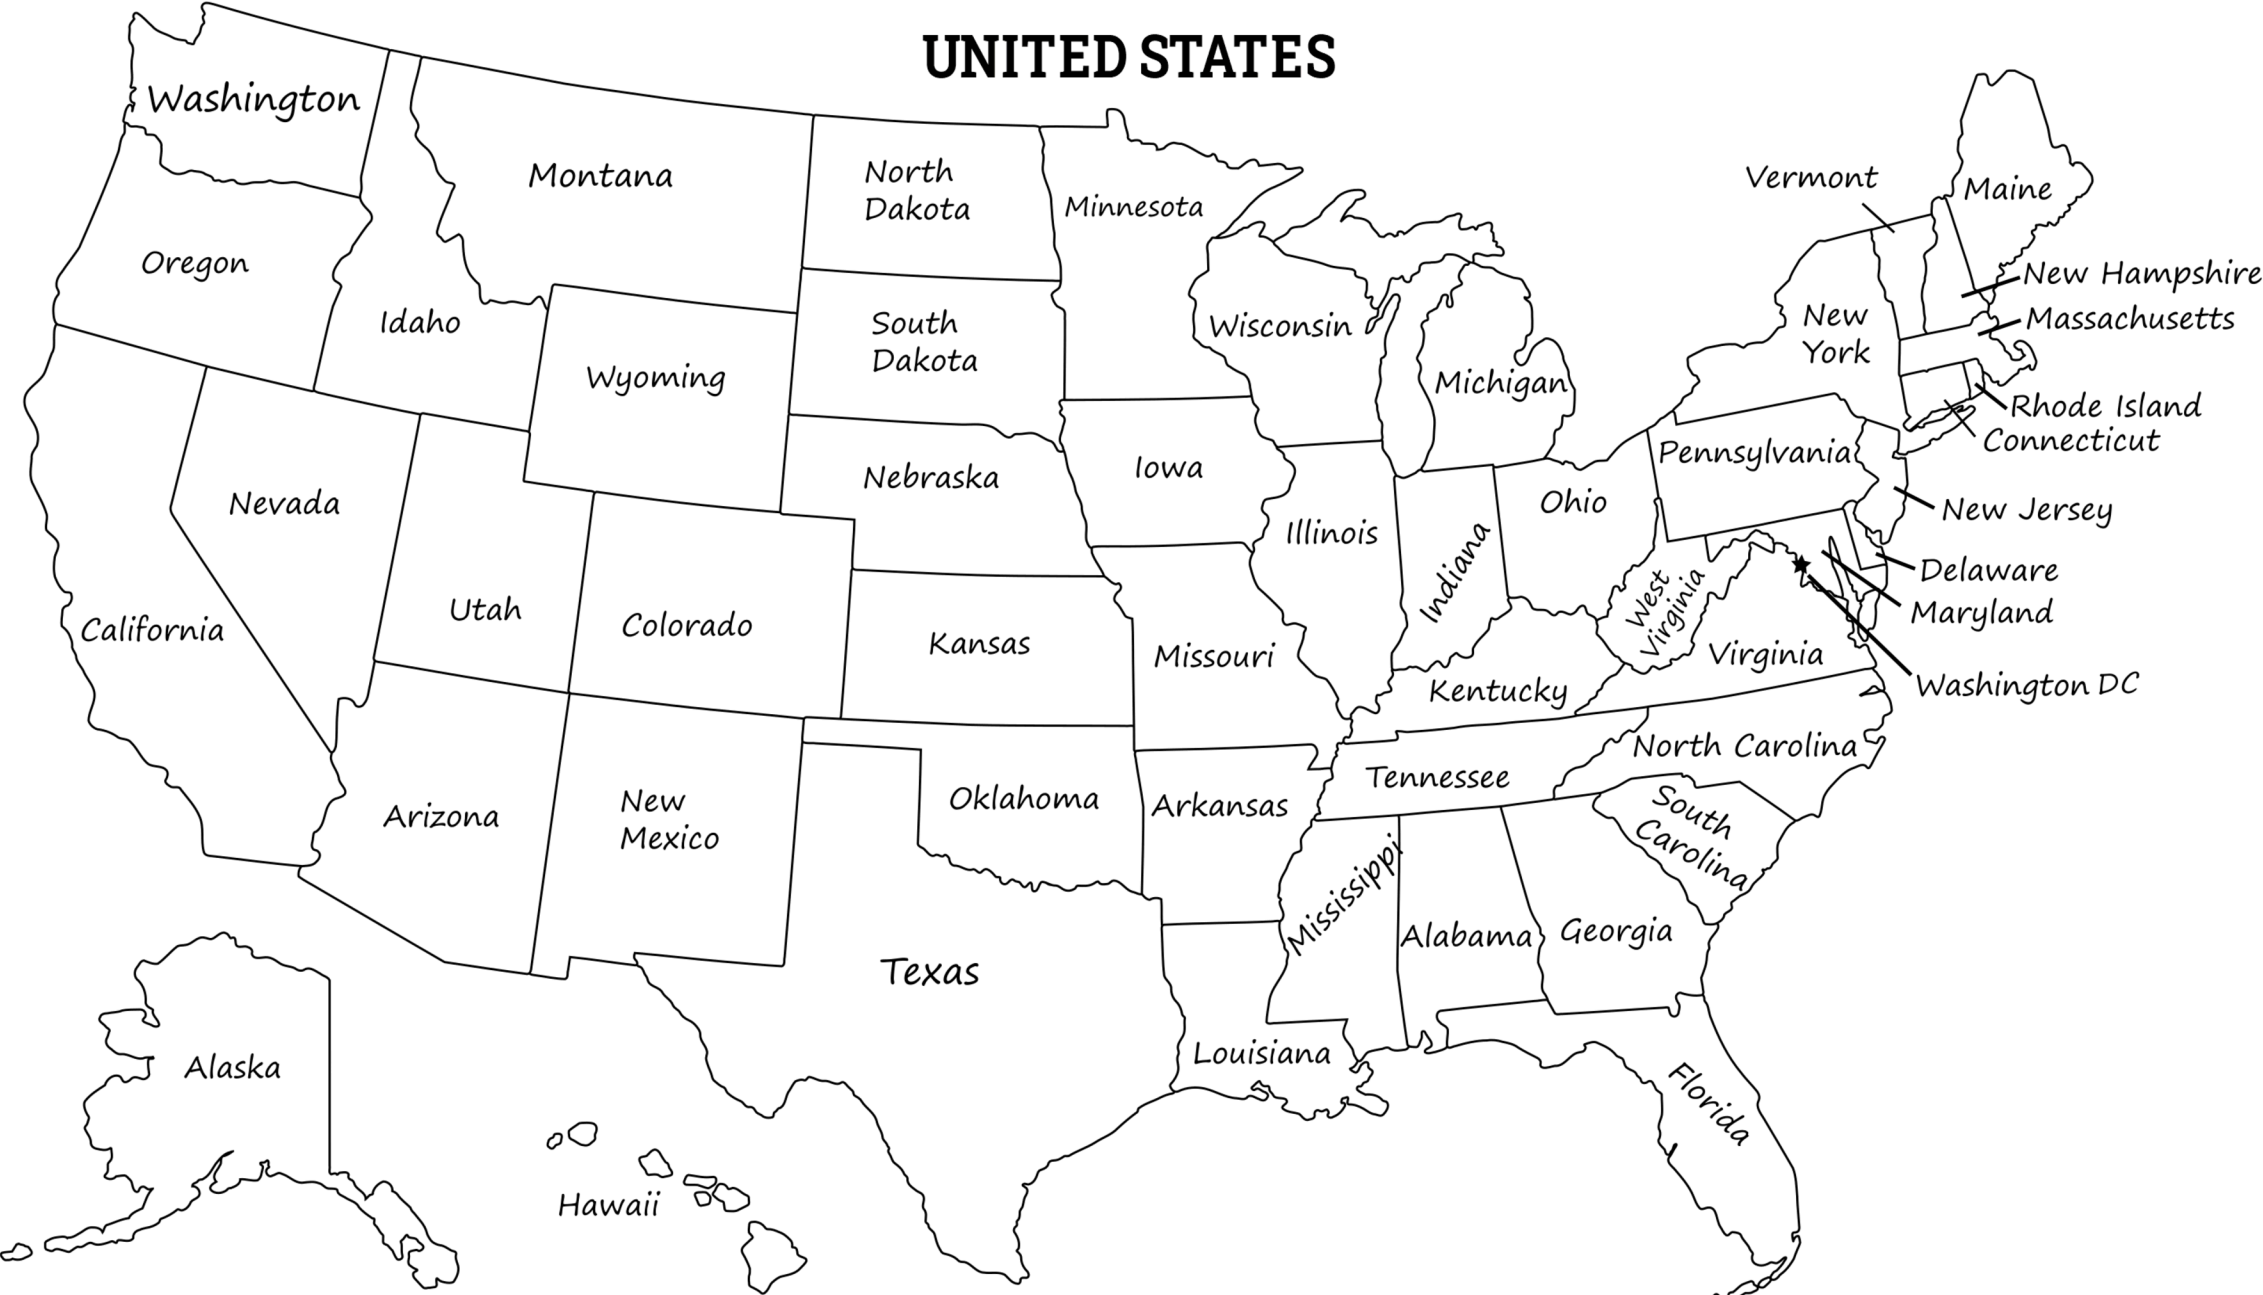 UNITED STATES
Washington
Montana
North
Dakota
Minnesota
Vermont
Maine
Oregon
Idaho
Wyoming
South
Dakota
Wisconsin
Michigan
New
York
New Hampshire
Massachusetts
Rhode Island
Connecticut
Pennsylvania
New Jersey
Nevada
Utah
Colorado
Nebraska
Iowa
Illinois
Indiana
Ohio
West
Virginia
Virginia
Delaware
Maryland
Washington DC
California
Kansas
Missouri
Kentucky
Arizona
New
Mexico
Oklahoma
Arkansas
Tennessee
North Carolina
South
Carolina
Texas
Louisiana
Mississippi
Alabama
Georgia
Florida
Alaska
Hawaii